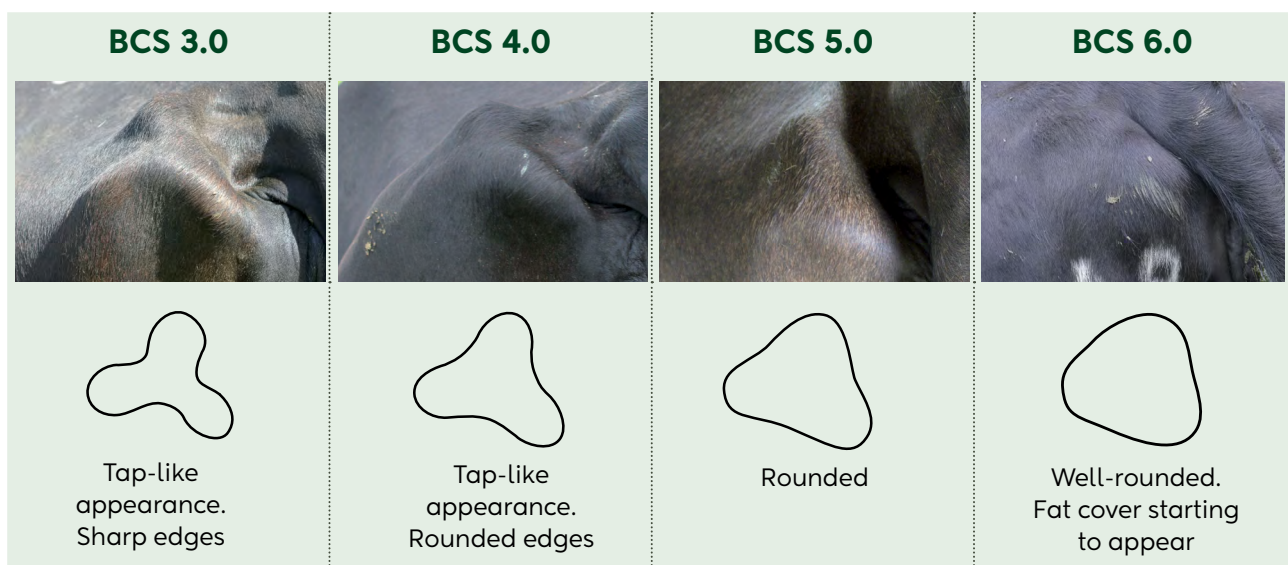 BCS 3.0
BCS 4.0
BCS 5.0
BCS 6.0
Tap-like
appearance.
Sharp edges
Tap-like
appearance.
Rounded edges
Rounded
Well-rounded.
Fat cover starting
to appear